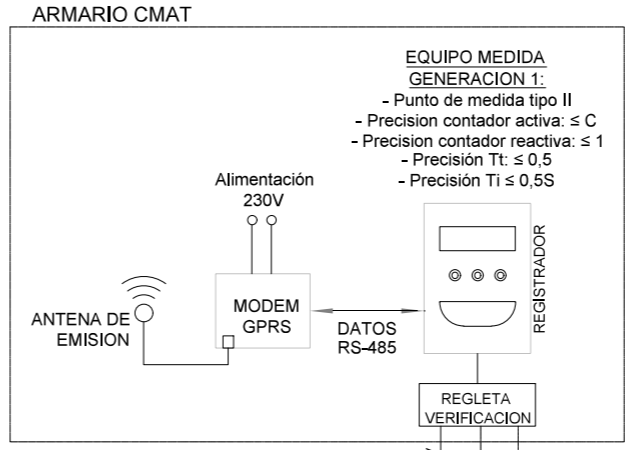 ARMARIO CMAT
EQUIPO MEDIDA
GENERACION 1:
- Punto de medida tipo II
- Precision contador activa: ≤ C
- Precision contador reactiva: ≤ 1
- Precisión Tt: ≤ 0,5
- Precisión Ti ≤ 0,5S
Alimentación
230V
ANTENA DE
EMISION
MODEM
GPRS
DATOS
RS-485
REGISTRADOR
REGLETA
VERIFICACION